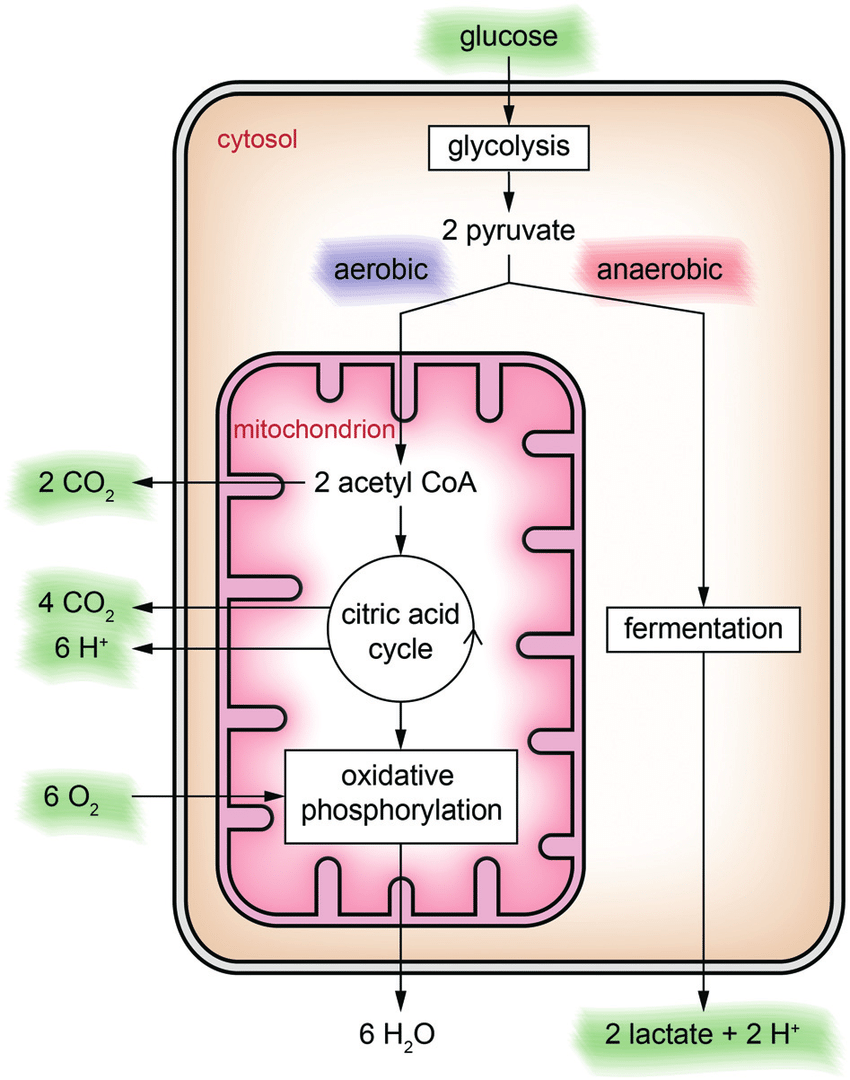 glucose
cytosol
glycolysis
2 pyruvate
aerobic
anaerobic
mitochondrion
2 CO₂
2 acetyl CoA
4 CO₂
6 H⁺
citric acid
cycle
fermentation
6 O₂
oxidative
phosphorylation
6 H₂O
2 lactate + 2 H⁺